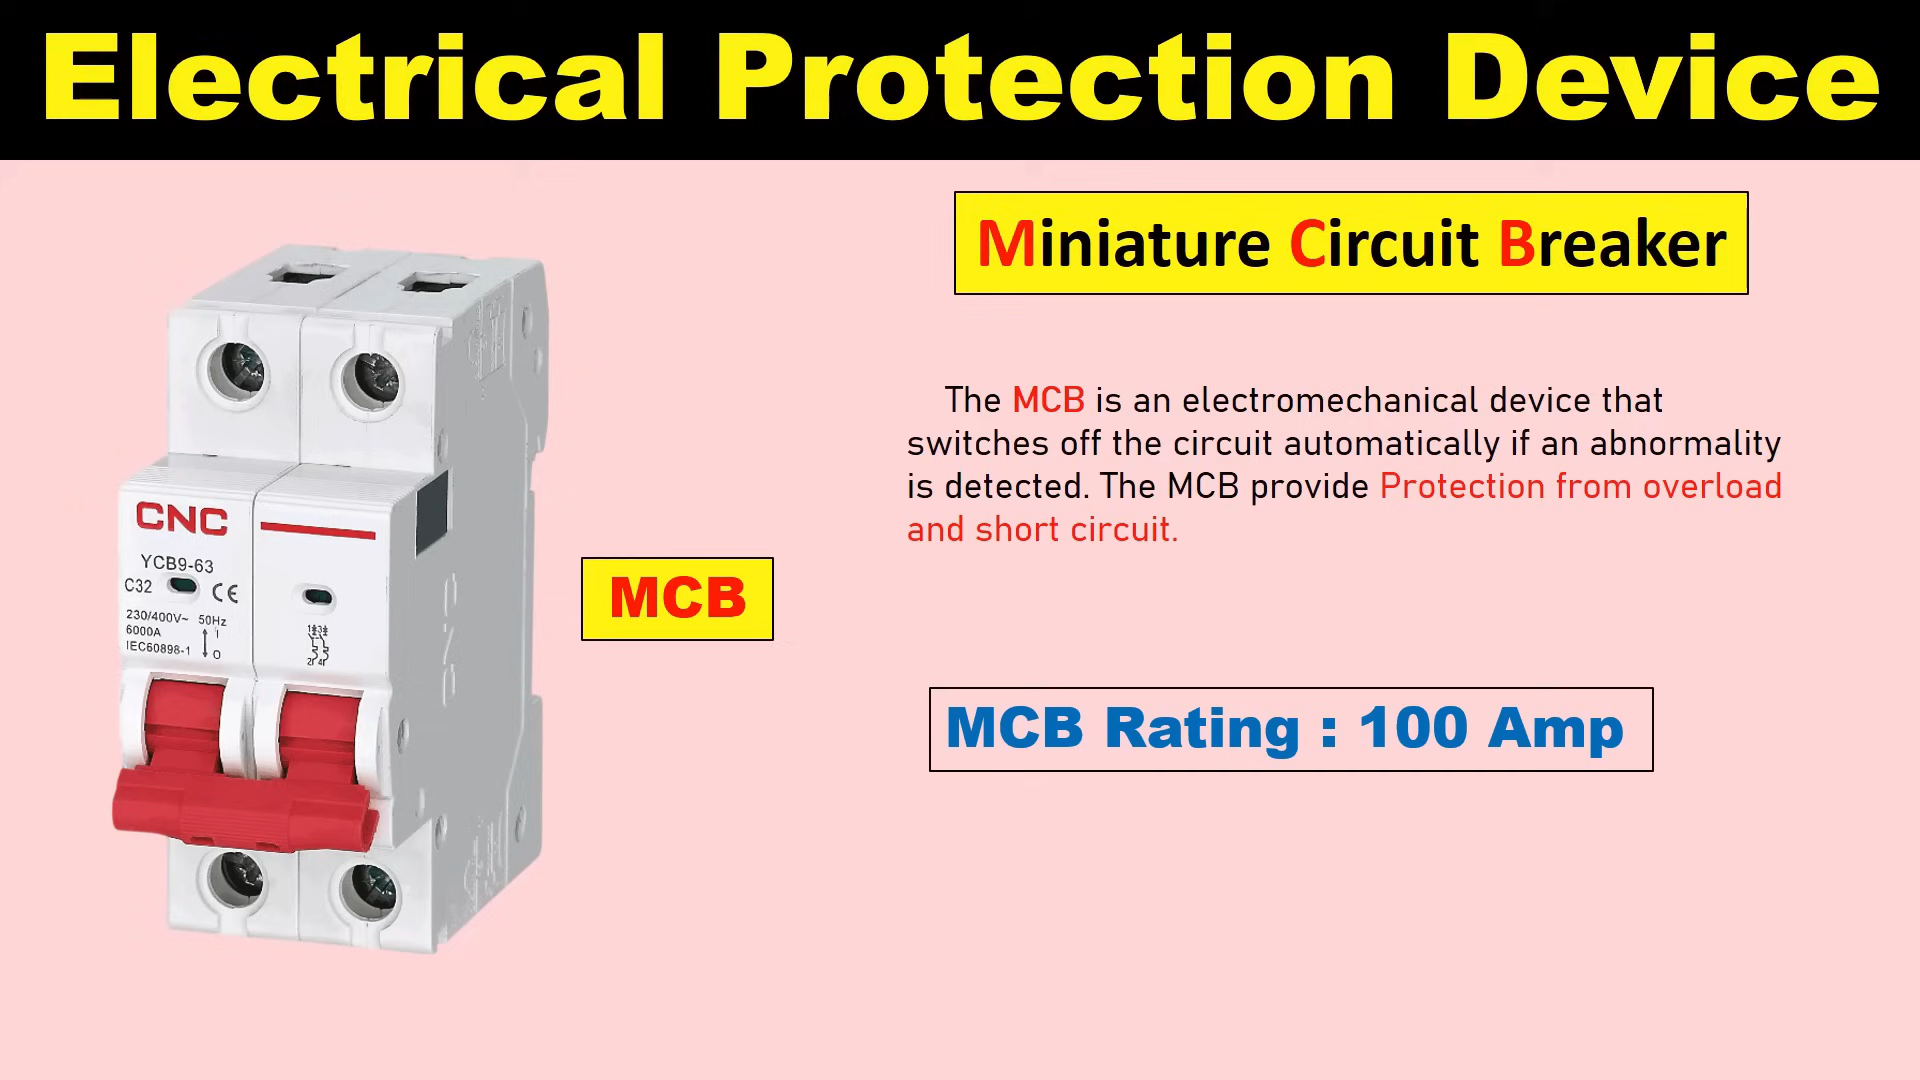 Electrical Protection Device
Miniature Circuit Breaker
The MCB is an electromechanical device that
switches off the circuit automatically if an abnormality
is detected. The MCB provide Protection from overload
and short circuit.
CNC
YCB9-63
C32 CE
230/400V~ 50Hz
6000A
IEC60898-1
I
O
MCB
MCB Rating : 100 Amp